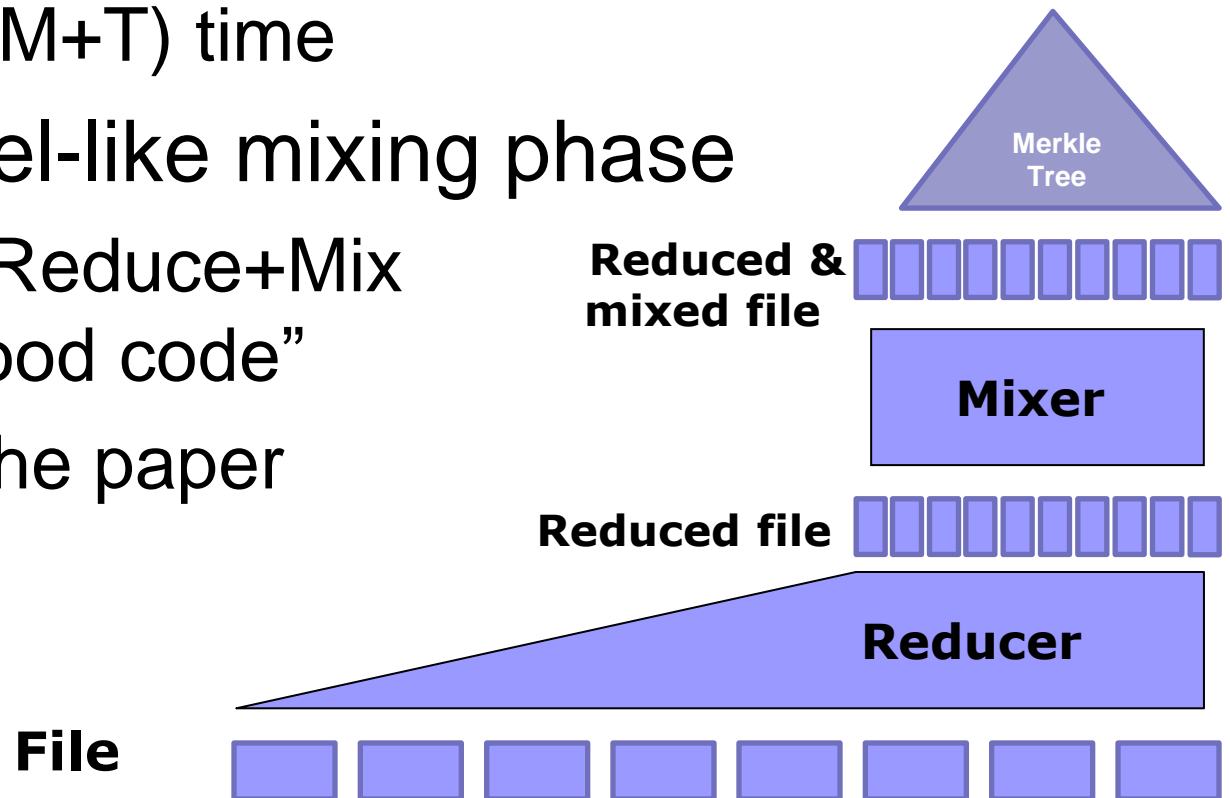 M+T) time
el-like mixing phase
Reduce+Mix
ood code”
he paper
Merkle
Tree
Reduced &
mixed file
Mixer
Reduced file
Reducer
File